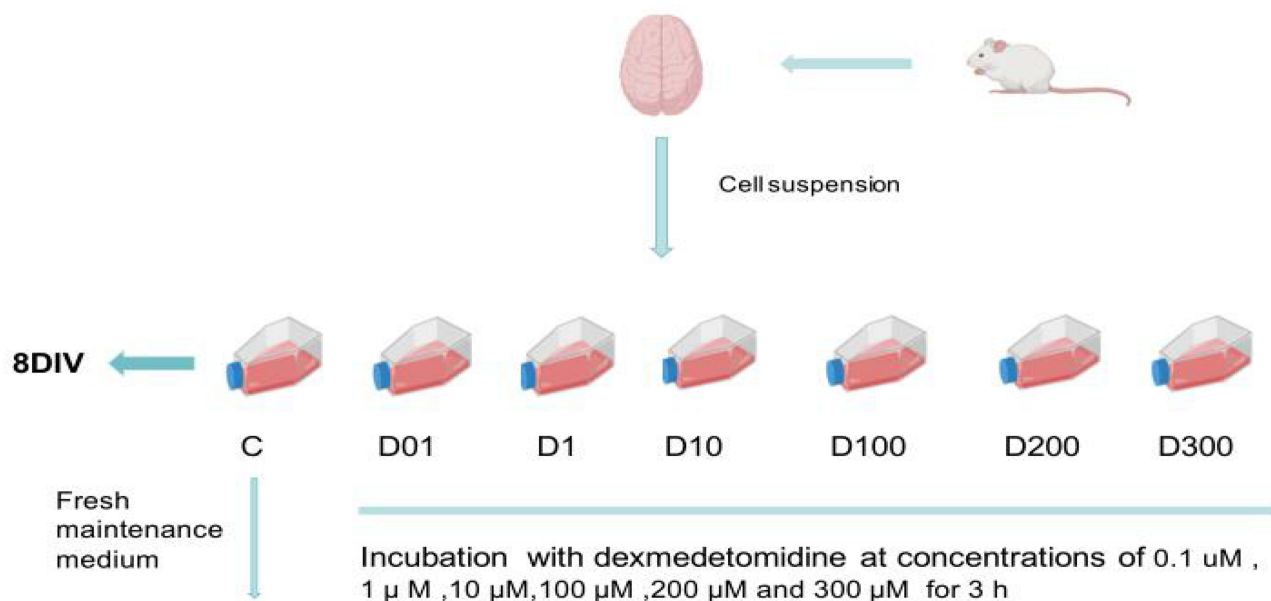 Cell suspension
8DIV
C D01 D1 D10 D100 D200 D300
Fresh
maintenance
medium
Incubation with dexmedetomidine at concentrations of 0.1 uM ,
1 µ M ,10 µM,100 µM ,200 µM and 300 µM for 3 h